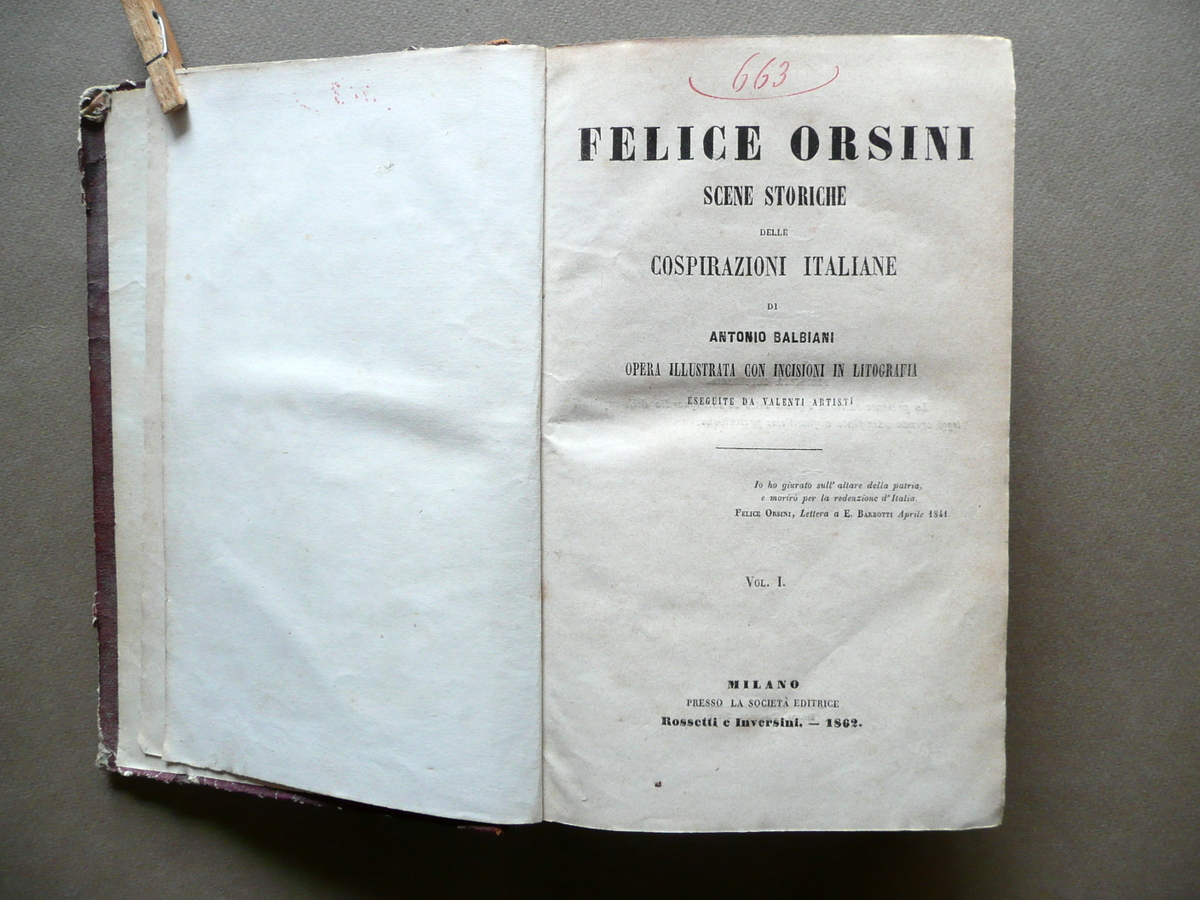 663
FELICE ORSINI
SCENE STORICHE
DELLE
COSPIRAZIONI ITALIANE
DI
ANTONIO BALBIANI
OPERA ILLUSTRATA CON INCISIONI IN LITOGRAFIA
ESEGUITE DA VALENTI ARTISTI
Io ho giurato sull' altare della patria,
e morirò per la redenzione d'Italia.
FELICE ORSINI, Lettera a E. BARBOTTI Aprile 1841.
VOL. I.
MILANO
PRESSO LA SOCIETÀ EDITRICE
Rossetti e Inversini. — 1862.